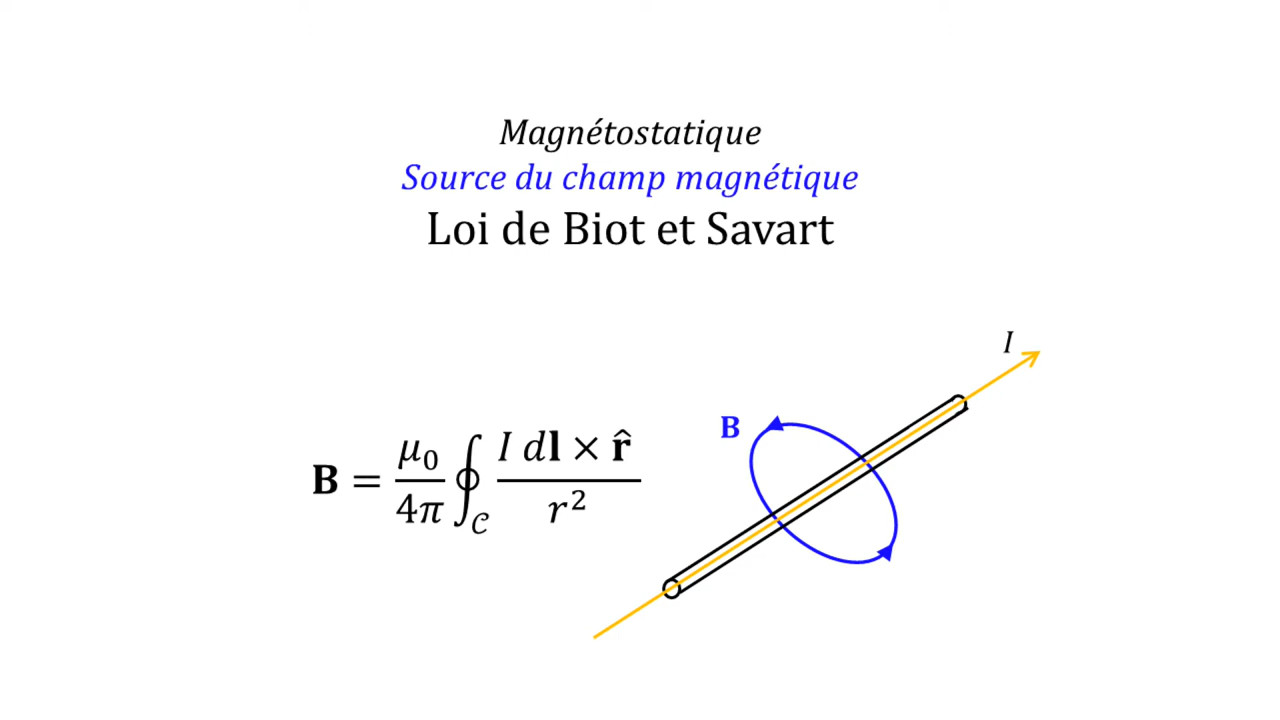 Magnétostatique
Source du champ magnétique
Loi de Biot et Savart
I
B
𝐁 = μ₀/4π ∮_𝒞 I d𝐥 × 𝐫̂ / r²